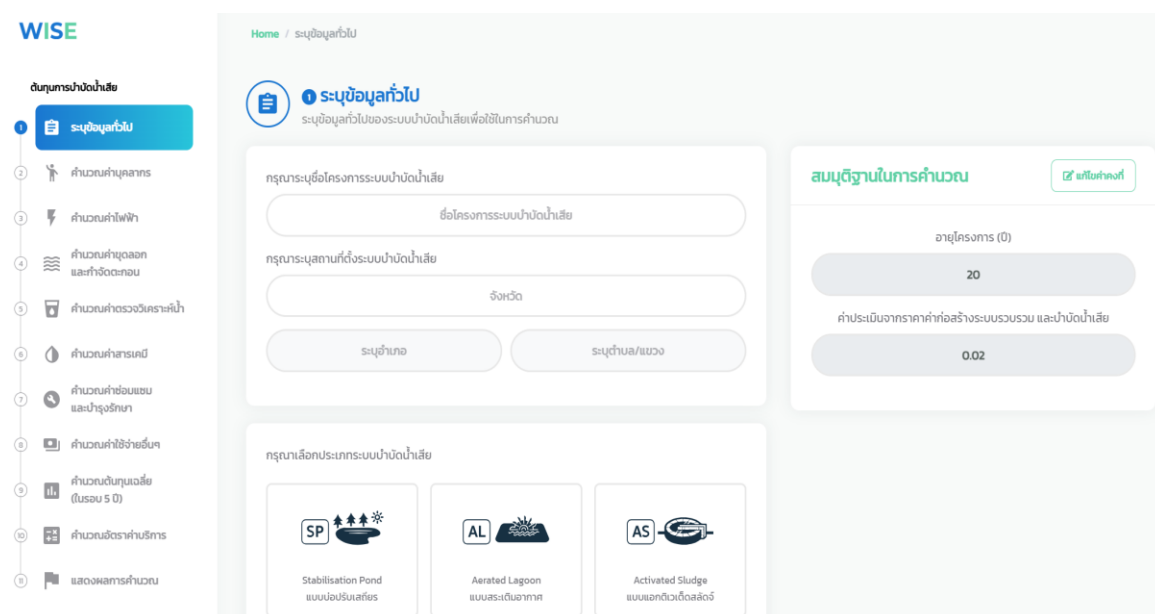 WISE
Home / ระบุข้อมูลทั่วไป
ต้นทุนการบำบัดน้ำเสีย
1 ระบุข้อมูลทั่วไป
2 คำนวณค่าบุคลากร
3 คำนวณค่าไฟฟ้า
4 คำนวณค่าขุดลอก
และกำจัดตะกอน
5 คำนวณค่าตรวจวิเคราะห์น้ำ
6 คำนวณค่าสารเคมี
7 คำนวณค่าซ่อมแซม
และบำรุงรักษา
8 คำนวณค่าใช้จ่ายอื่นๆ
9 คำนวณต้นทุนเฉลี่ย
(ในรอบ 5 ปี)
10 คำนวณอัตราค่าบริการ
11 แสดงผลการคำนวณ
1 ระบุข้อมูลทั่วไป
ระบุข้อมูลทั่วไปของระบบบำบัดน้ำเสียเพื่อใช้ในการคำนวณ
กรุณาระบุชื่อโครงการระบบบำบัดน้ำเสีย
ชื่อโครงการระบบบำบัดน้ำเสีย
กรุณาระบุสถานที่ตั้งระบบบำบัดน้ำเสีย
จังหวัด
ระบุอำเภอ
ระบุตำบล/แขวง
สมมุติฐานในการคำนวณ
แก้ไขค่าคงที่
อายุโครงการ (ปี)
20
ค่าประเมินจากราคาค่าก่อสร้างระบบรวบรวม และบำบัดน้ำเสีย
0.02
กรุณาเลือกประเภทระบบบำบัดน้ำเสีย
SP
Stabilisation Pond
แบบบ่อปรับเสถียร
AL
Aerated Lagoon
แบบสระเติมอากาศ
AS
Activated Sludge
แบบแอกติเวเต็ดสลัดจ์